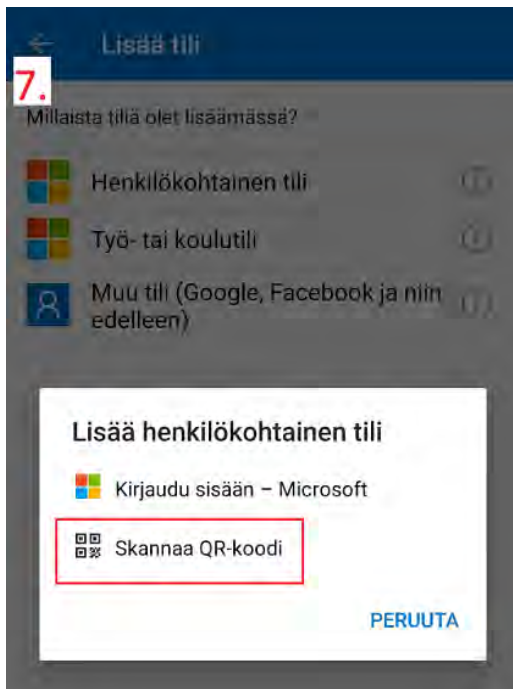 Lisää tili
7.
Millaista tiliä olet lisäämässä?
Henkilökohtainen tili
Työ- tai koulutili
Muu tili (Google, Facebook ja niin
edelleen)
Lisää henkilökohtainen tili
Kirjaudu sisään – Microsoft
Skannaa QR-koodi
PERUUTA